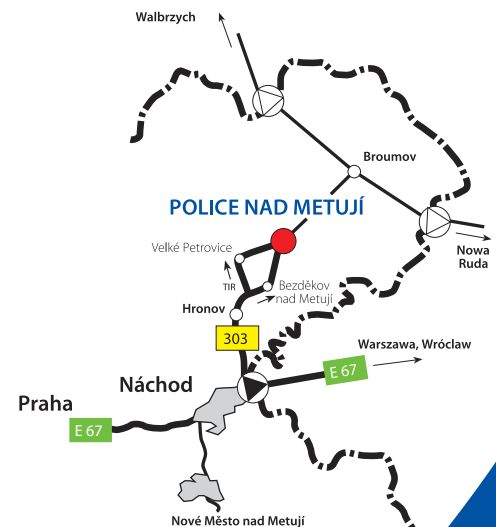 Walbrzych
Broumov
POLICE NAD METUJÍ
Velké Petrovice
Nowa
Ruda
TIR
Bezděkov
nad Metují
Hronov
303
Warszawa, Wróclaw
E 67
Náchod
Praha
E 67
Nové Město nad Metují